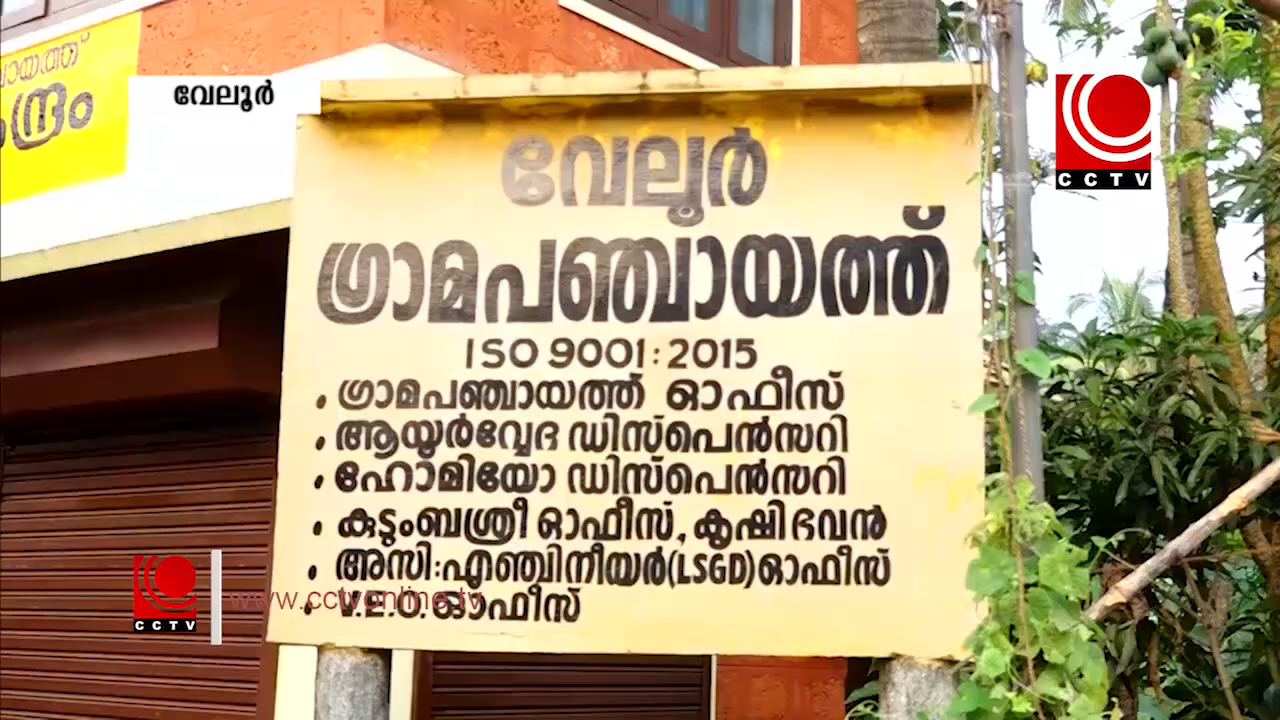 വേലൂർ
CCTV
വേലൂർ
ഗ്രാമപഞ്ചായത്ത്
ISO 9001:2015
. ഗ്രാമപഞ്ചായത്ത് ഓഫീസ്
. ആയൂർവ്വേദ ഡിസ്പെൻസറി
. ഹോമിയോ ഡിസ്പെൻസറി
. കുടുംബശ്രീ ഓഫീസ്, കൃഷിഭവൻ
. അസി:എഞ്ചിനീയർ(LSGD)ഓഫീസ്
. V.E.O. ഓഫീസ്
CCTV
www.cctvonline.tv